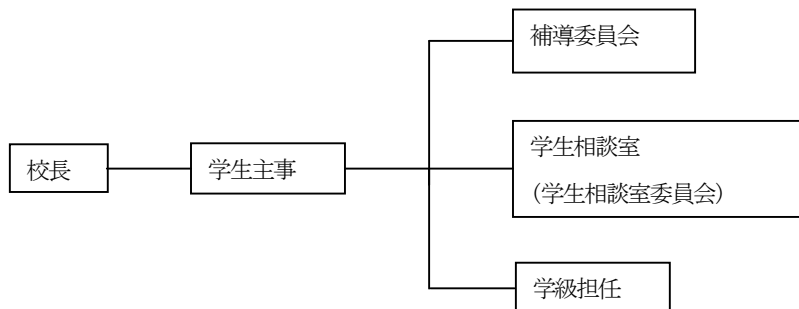 補導委員会
学生相談室
(学生相談室委員会)
校長
学生主事
学級担任